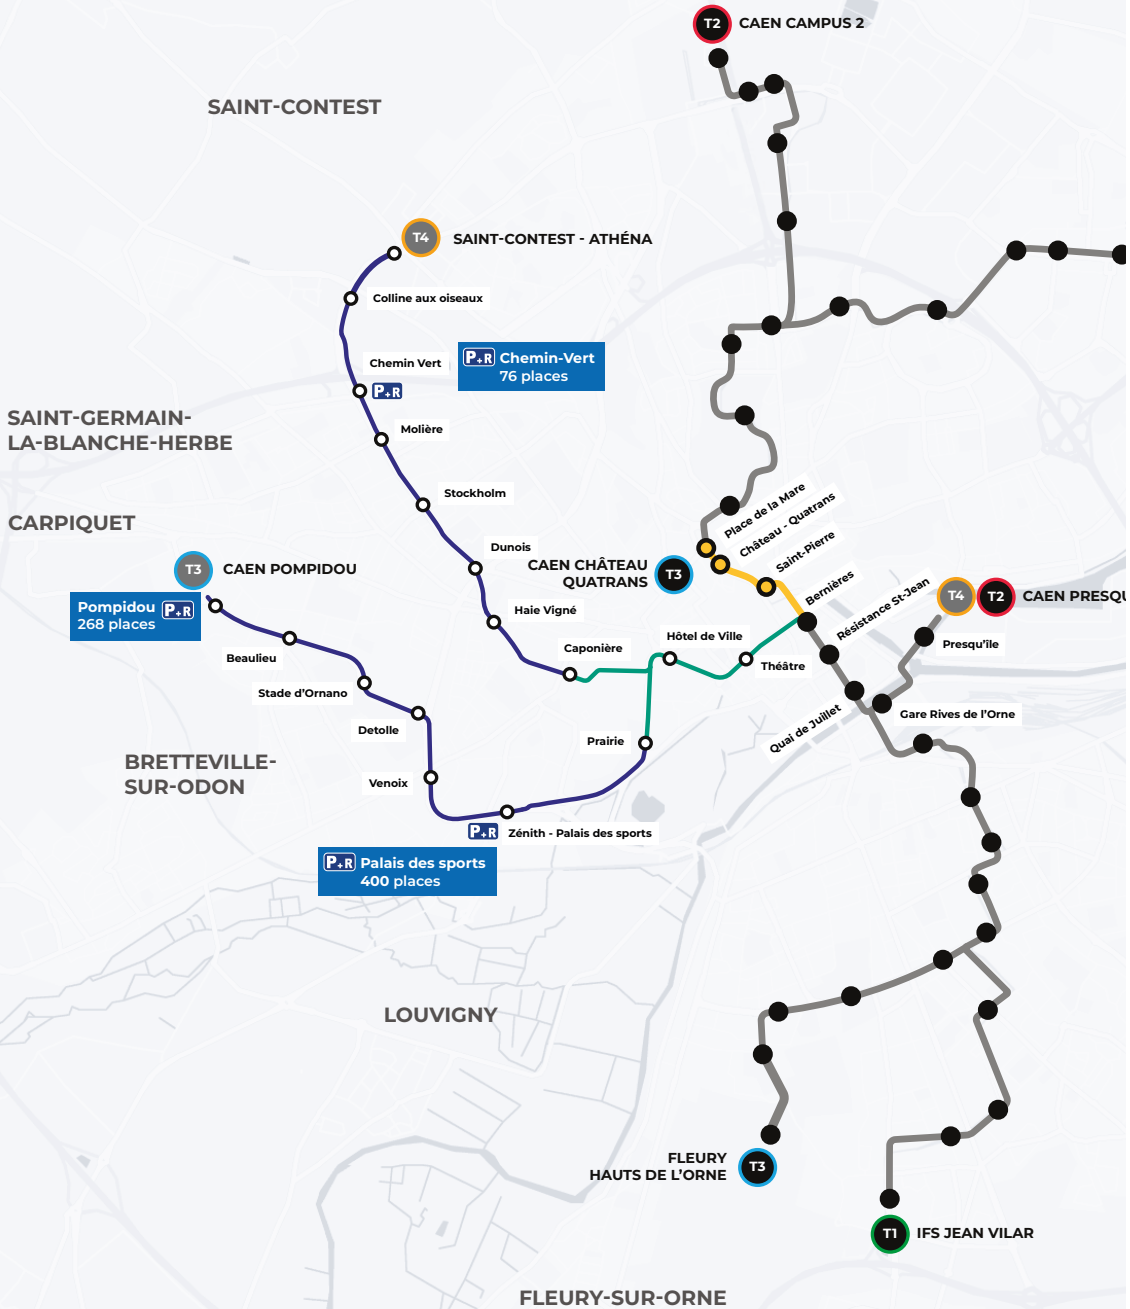 T2 CAEN CAMPUS 2
SAINT-CONTEST
T4 SAINT-CONTEST - ATHÉNA
Colline aux oiseaux
Chemin Vert
P+R
P+R Chemin-Vert
76 places
SAINT-GERMAIN-
LA-BLANCHE-HERBE
Molière
Stockholm
Place de la Mare
Château - Quatrans
Saint-Pierre
Bernières
Résistance St-Jean
CARPIQUET
Dunois
CAEN CHÂTEAU
QUATRANS
T3
T3 CAEN POMPIDOU
Pompidou P+R
268 places
Haie Vigné
T4 T2 CAEN PRESQU
Presqu'île
Beaulieu
Stade d'Ornano
Detolle
Caponière
Hôtel de Ville
Théâtre
Quai de Juillet
Gare Rives de l'Orne
Prairie
BRETTEVILLE-
SUR-ODON
Venoix
P+R Zénith - Palais des sports
P+R Palais des sports
400 places
LOUVIGNY
FLEURY
HAUTS DE L'ORNE
T3
T1 IFS JEAN VILAR
FLEURY-SUR-ORNE